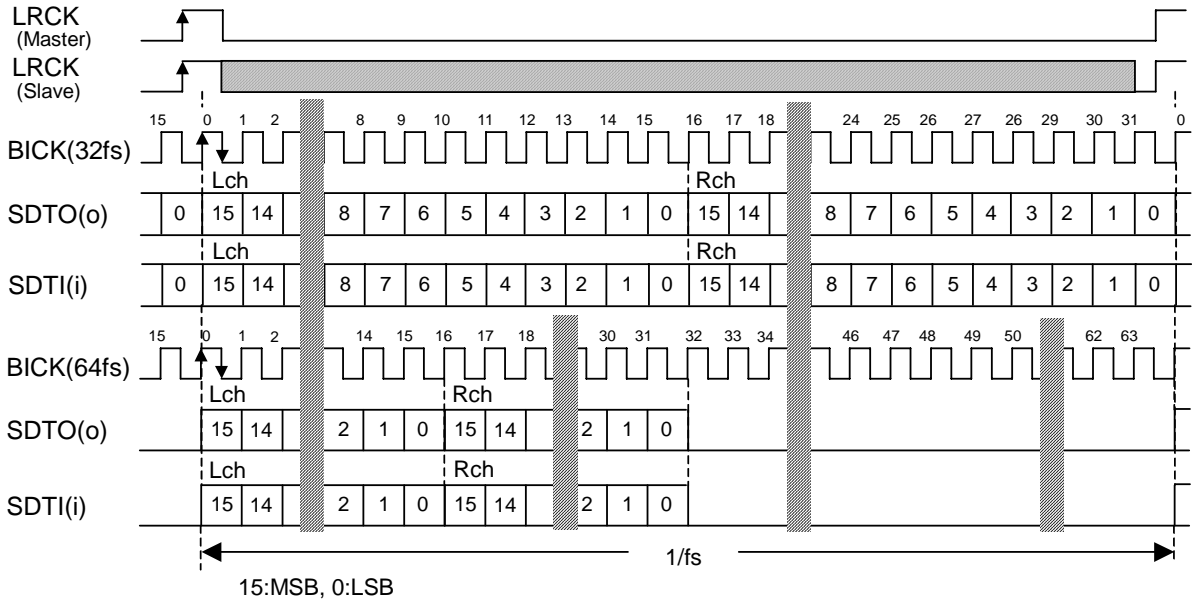 LRCK
(Master)
LRCK
(Slave)
15 0 1 2 8 9 10 11 12 13 14 15 16 17 18 24 25 26 27 26 29 30 31 0
BICK(32fs)
Lch Rch
SDTO(o) 0 15 14 8 7 6 5 4 3 2 1 0 15 14 8 7 6 5 4 3 2 1 0
Lch Rch
SDTI(i) 0 15 14 8 7 6 5 4 3 2 1 0 15 14 8 7 6 5 4 3 2 1 0
15 0 1 2 14 15 16 17 18 30 31 32 33 34 46 47 48 49 50 62 63
BICK(64fs)
Lch Rch
SDTO(o) 15 14 2 1 0 15 14 2 1 0
Lch Rch
SDTI(i) 15 14 2 1 0 15 14 2 1 0
1/fs
15:MSB, 0:LSB